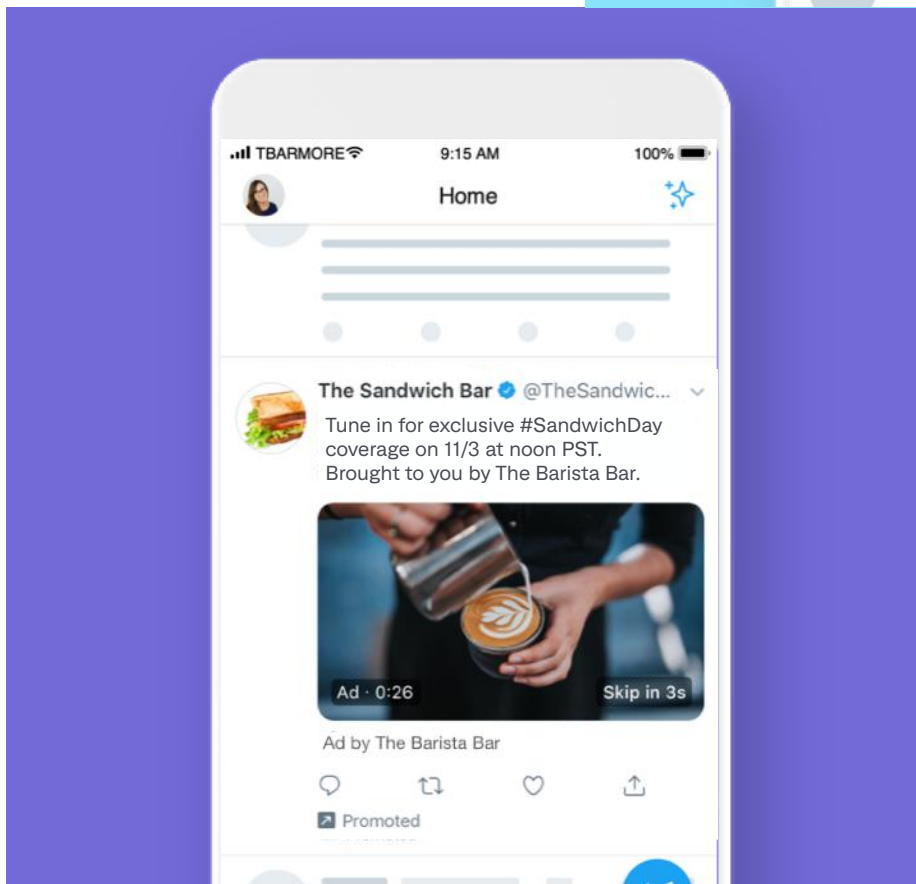 TBARMORE 9:15 AM 100%
Home
The Sandwich Bar @TheSandwic...
Tune in for exclusive #SandwichDay
coverage on 11/3 at noon PST.
Brought to you by The Barista Bar.
Ad · 0:26 Skip in 3s
Ad by The Barista Bar
Promoted